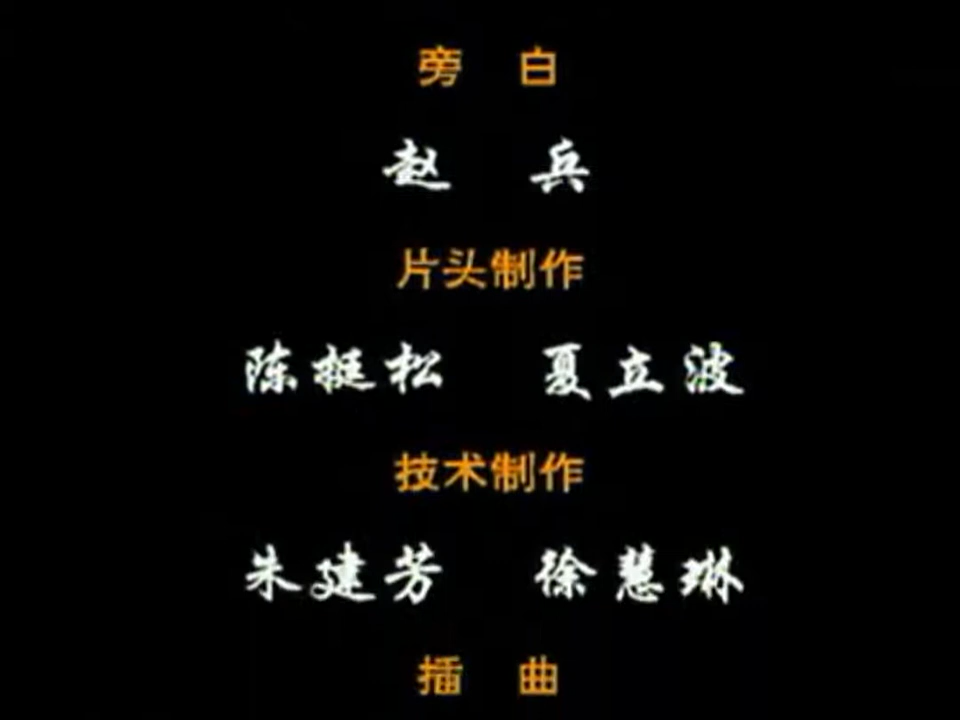 旁 白
赵 兵
片头制作
陈挺松 夏立波
技术制作
朱建芳 徐慧琳
插 曲